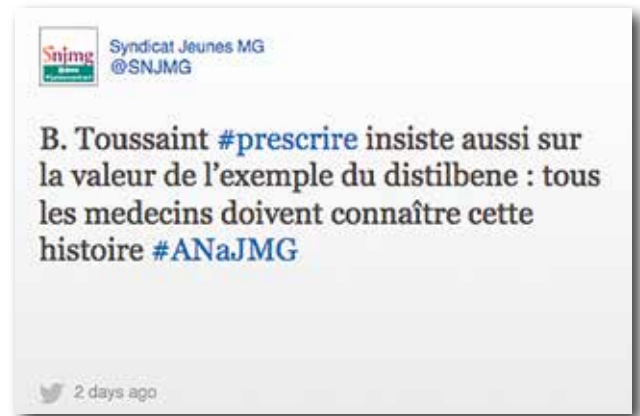 Snjmg
Syndicat Jeunes MG
@SNJMG
B. Toussaint #prescrire insiste aussi sur
la valeur de l’exemple du distilbene : tous
les medecins doivent connaître cette
histoire #ANaJMG
2 days ago